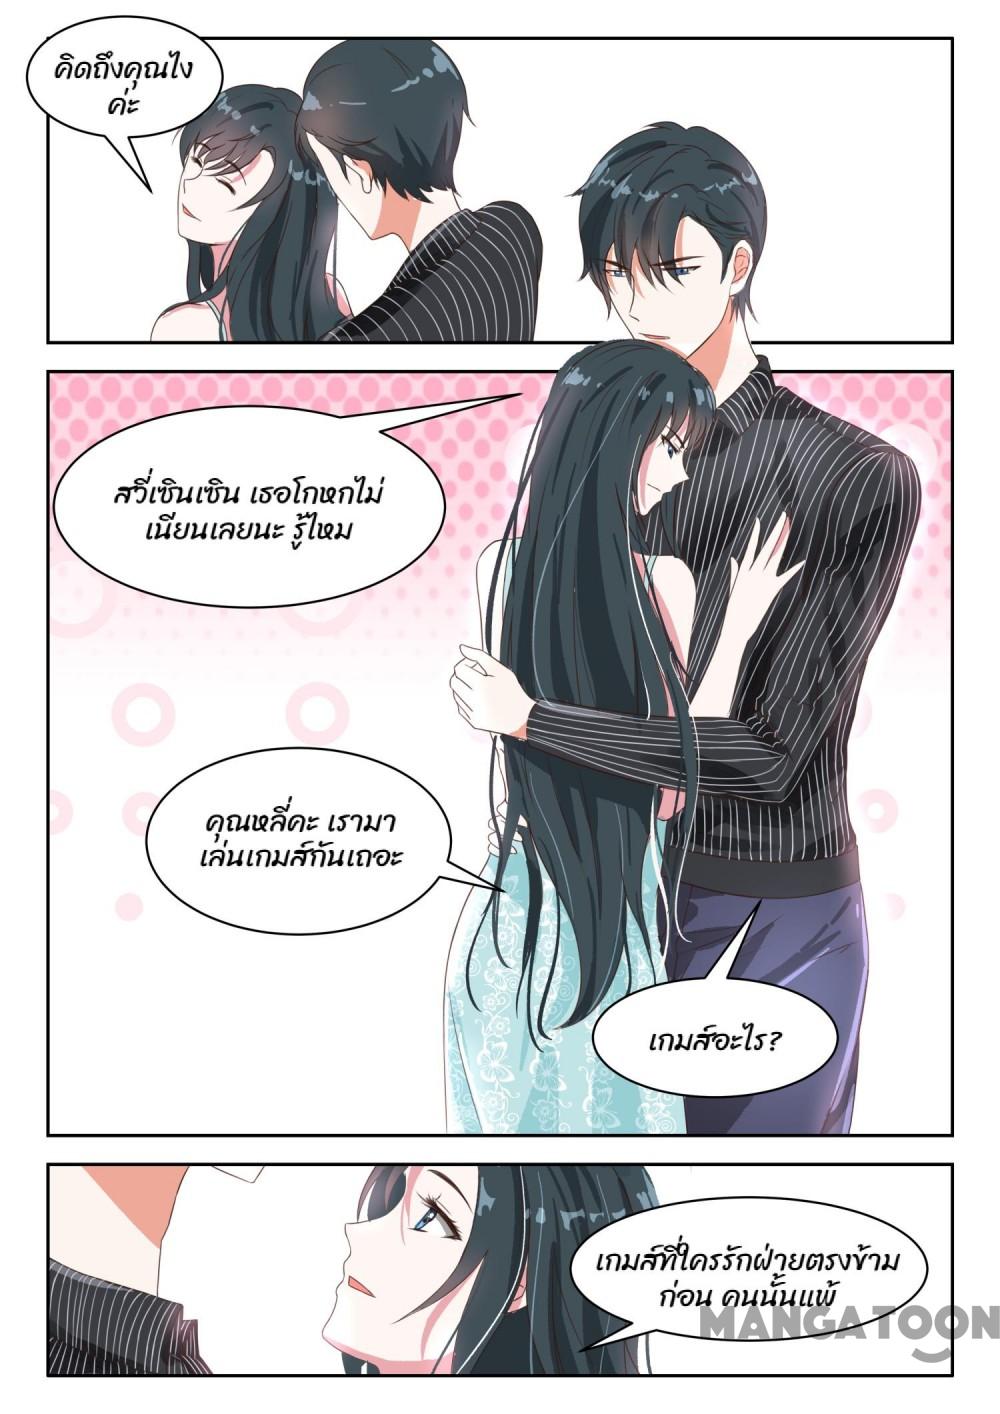 คิดถึงคุณไง
ค่ะ
สวี่เซินเซิน เธอโกหกไม่
เนียนเลยนะ รู้ไหม
คุณหลี่คะ เรามา
เล่นเกมส์กันเถอะ
เกมส์อะไร?
เกมส์ที่ใครรักฝ่ายตรงข้าม
ก่อน คนนั้นแพ้
MANGATOON